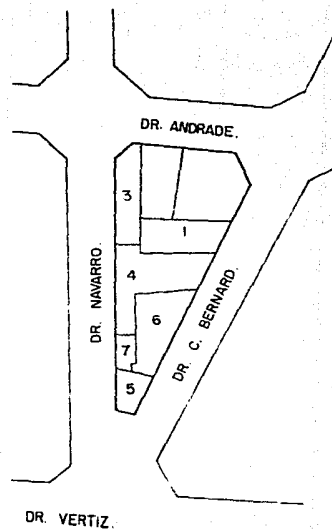 DR. ANDRADE.
3
1
DR. NAVARRO.
4
DR. C. BERNARD.
6
7
5
DR. VERTIZ.